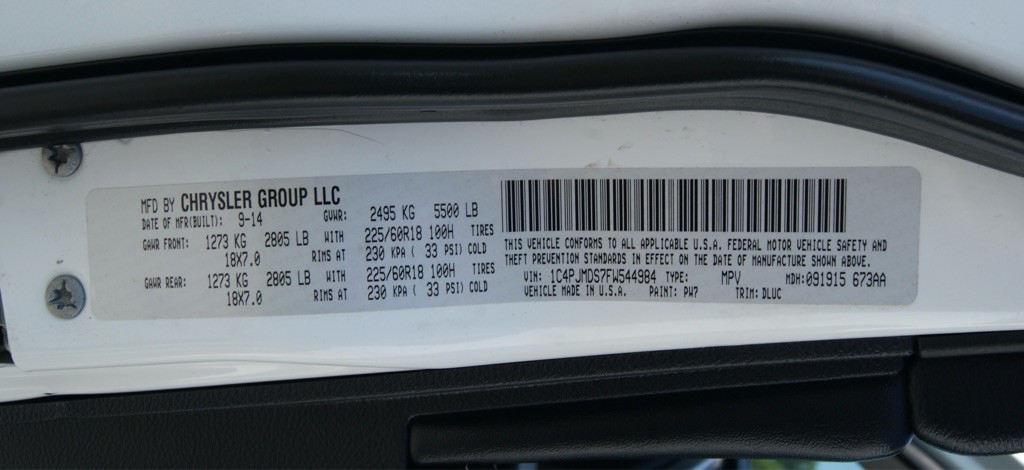 MFD BY CHRYSLER GROUP LLC
DATE OF MFR(BUILT): 9-14 GVWR: 2495 KG 5500 LB
GAWR FRONT: 1273 KG 2805 LB WITH 225/60R18 100H TIRES
18X7.0 RIMS AT 230 KPA ( 33 PSI) COLD
GAWR REAR: 1273 KG 2805 LB WITH 225/60R18 100H TIRES
18X7.0 RIMS AT 230 KPA ( 33 PSI) COLD
THIS VEHICLE CONFORMS TO ALL APPLICABLE U.S.A. FEDERAL MOTOR VEHICLE SAFETY AND
THEFT PREVENTION STANDARDS IN EFFECT ON THE DATE OF MANUFACTURE SHOWN ABOVE.
VIN: 1C4PJMDS7FW544984 TYPE: MPV MDH:091915 673AA
VEHICLE MADE IN U.S.A. PAINT: PW7 TRIM: DLUC